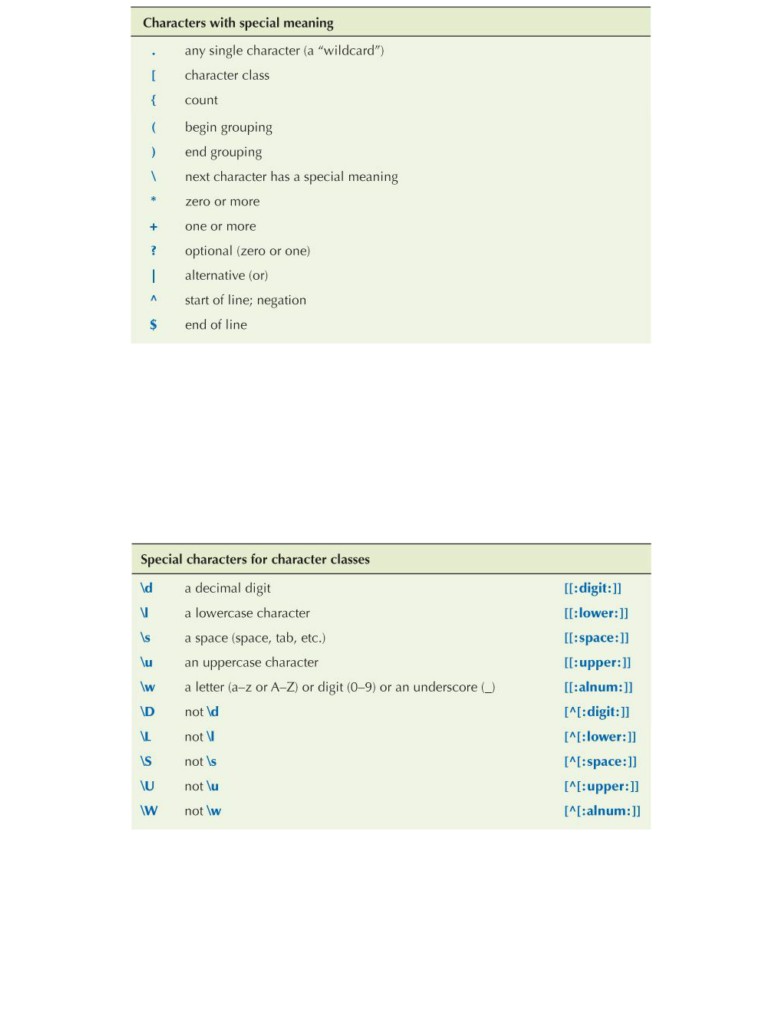 Characters with special meaning
. any single character (a “wildcard”)
[ character class
{ count
( begin grouping
) end grouping
\ next character has a special meaning
* zero or more
+ one or more
? optional (zero or one)
| alternative (or)
^ start of line; negation
$ end of line
Special characters for character classes
\d a decimal digit [[:digit:]]
\l a lowercase character [[:lower:]]
\s a space (space, tab, etc.) [[:space:]]
\u an uppercase character [[:upper:]]
\w a letter (a–z or A–Z) or digit (0–9) or an underscore (_) [[:alnum:]]
\D not \d [^[:digit:]]
\L not \l [^[:lower:]]
\S not \s [^[:space:]]
\U not \u [^[:upper:]]
\W not \w [^[:alnum:]]